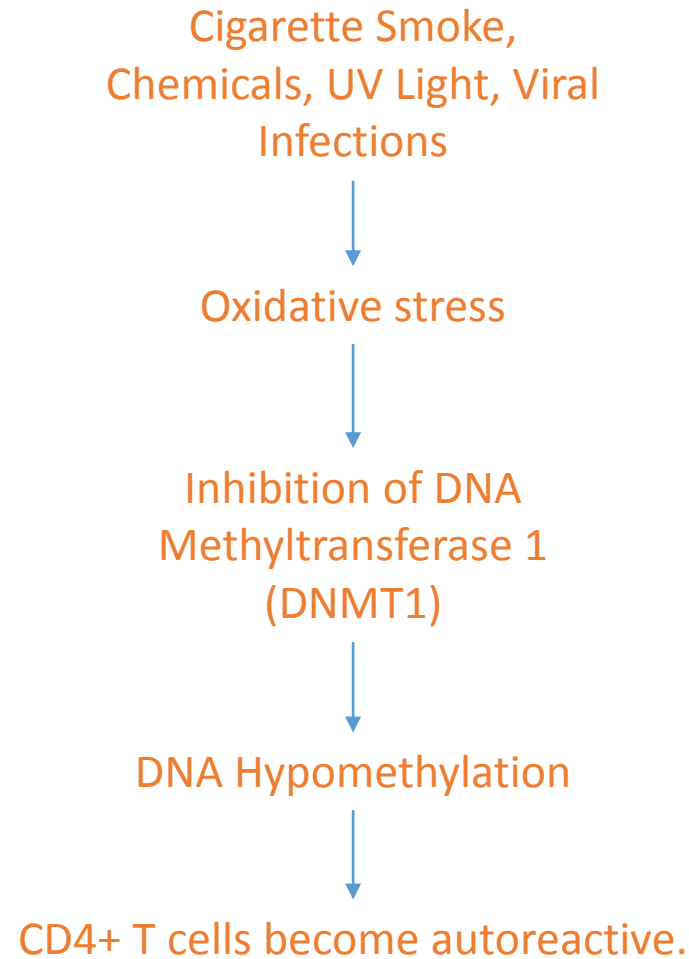 Cigarette Smoke,
Chemicals, UV Light, Viral
Infections
Oxidative stress
Inhibition of DNA
Methyltransferase 1
(DNMT1)
DNA Hypomethylation
CD4+ T cells become autoreactive.